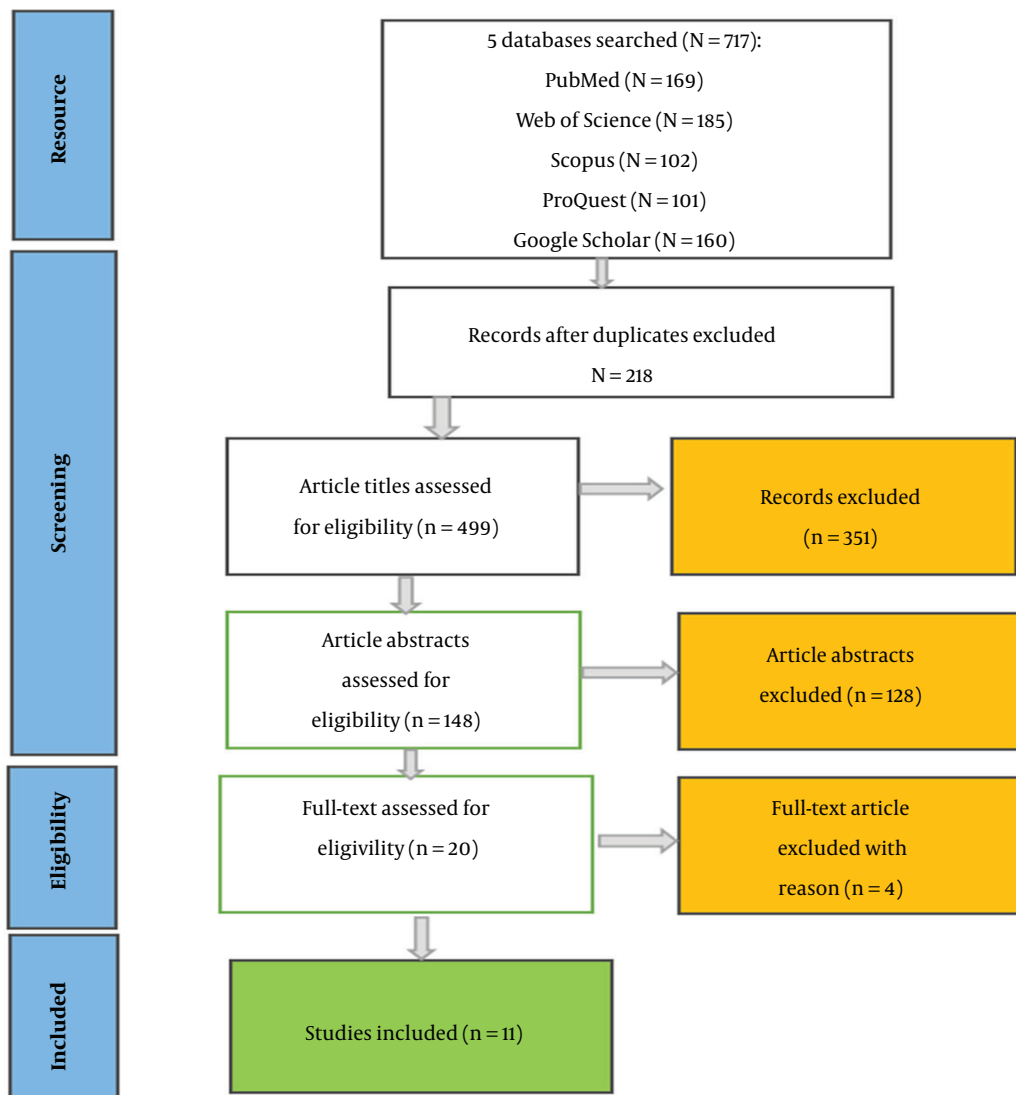 Resource
5 databases searched (N = 717):
PubMed (N = 169)
Web of Science (N = 185)
Scopus (N = 102)
ProQuest (N = 101)
Google Scholar (N = 160)
Screening
Records after duplicates excluded
N = 218
Article titles assessed
for eligibility (n = 499)
Records excluded
(n = 351)
Article abstracts
assessed for
eligibility (n = 148)
Article abstracts
excluded (n = 128)
Eligibility
Full-text assessed for
eligivility (n = 20)
Full-text article
excluded with
reason (n = 4)
Included
Studies included (n = 11)